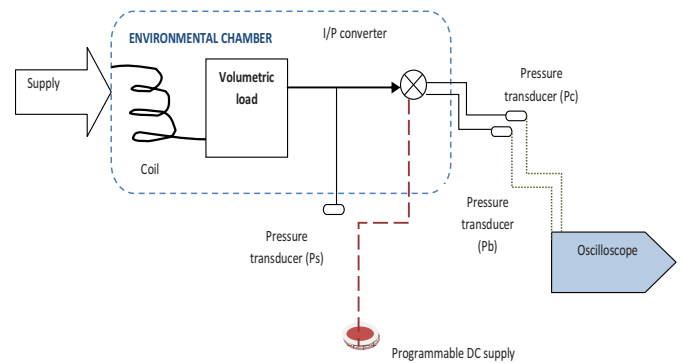 I/P converter
ENVIRONMENTAL CHAMBER
Supply
Volumetric
load
Pressure
transducer (Pc)
Coil
Pressure
transducer
(Pb)
Pressure
transducer (Ps)
Oscilloscope
Programmable DC supply